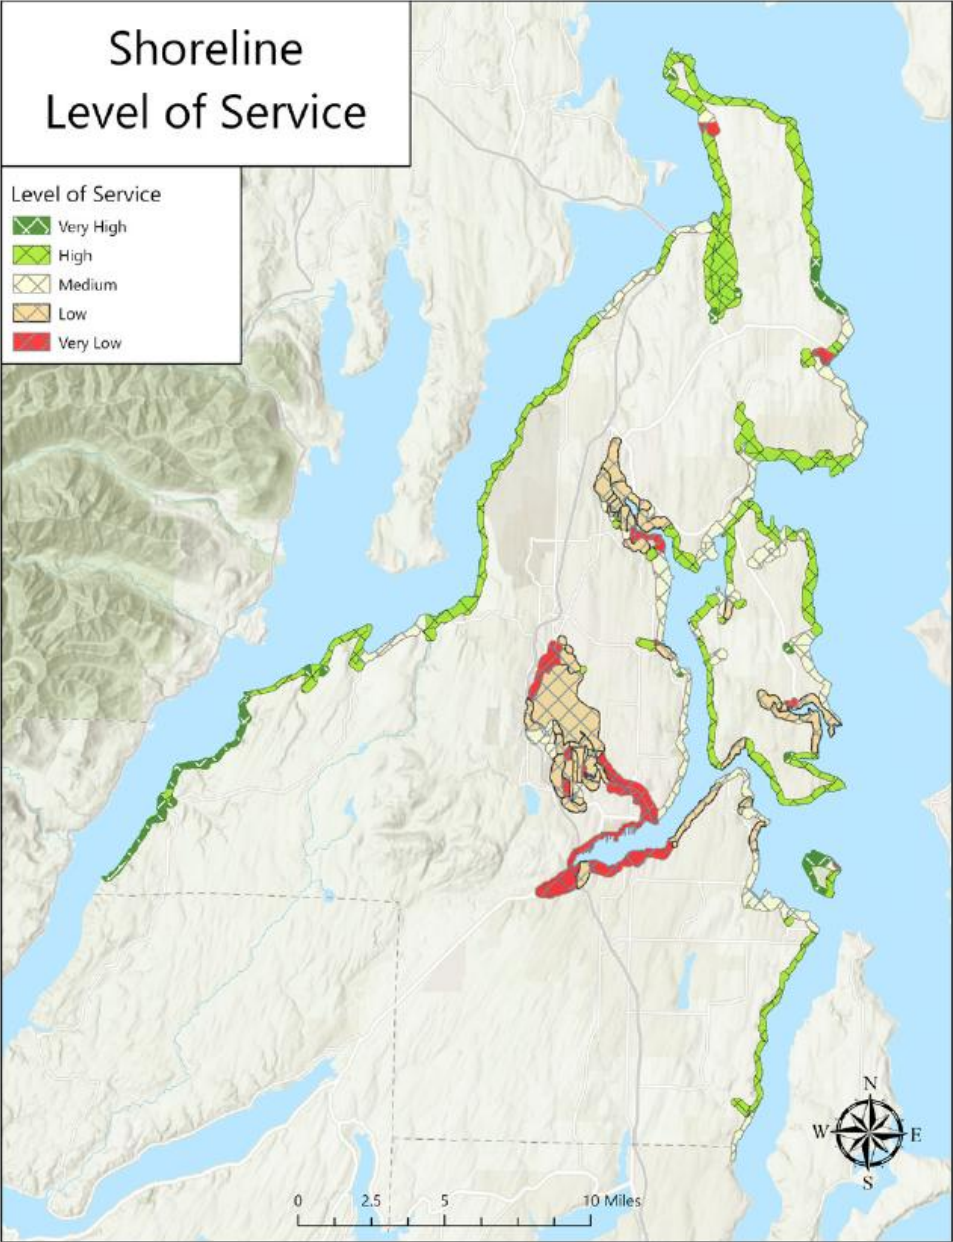 Shoreline
Level of Service
Level of Service
Very High
High
Medium
Low
Very Low
N
W
E
S
0
2.5
5
10 Miles